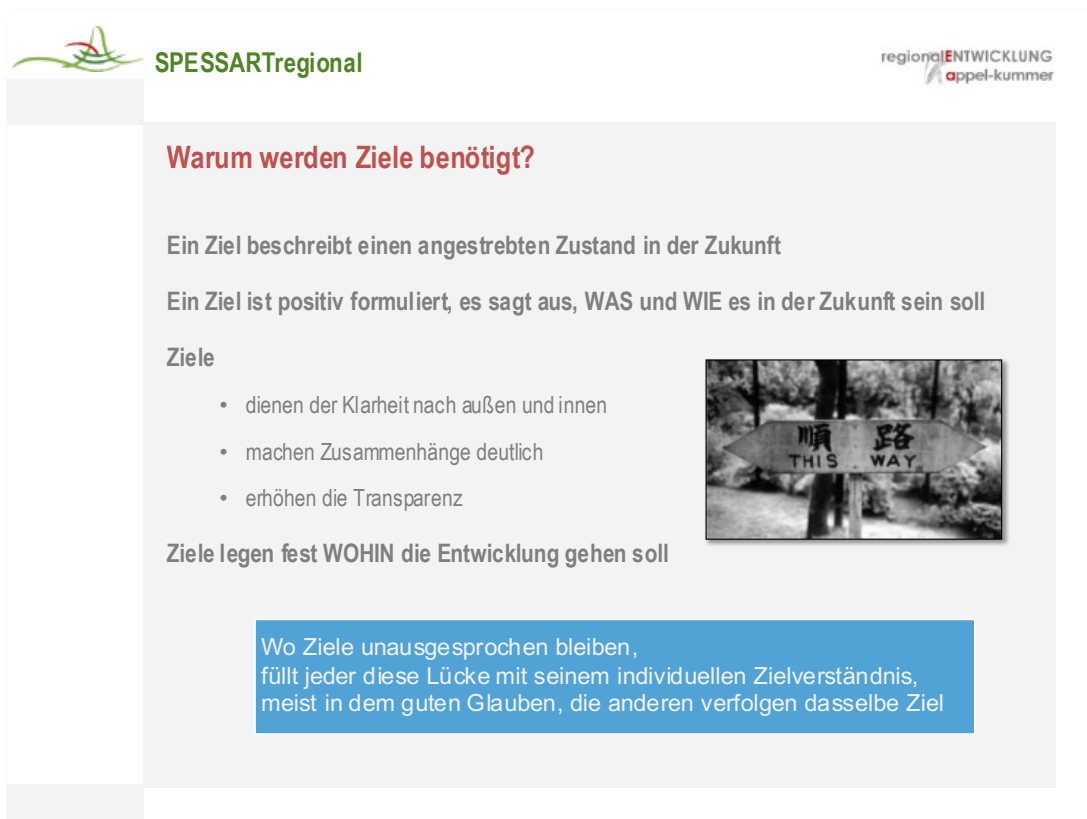 SPESSARTregional
regionalENTWICKLUNG
appel-kummer
Warum werden Ziele benötigt?
Ein Ziel beschreibt einen angestrebten Zustand in der Zukunft
Ein Ziel ist positiv formuliert, es sagt aus, WAS und WIE es in der Zukunft sein soll
Ziele
• dienen der Klarheit nach außen und innen
• machen Zusammenhänge deutlich
• erhöhen die Transparenz
順 路
THIS WAY
Ziele legen fest WOHIN die Entwicklung gehen soll
Wo Ziele unausgesprochen bleiben,
füllt jeder diese Lücke mit seinem individuellen Zielverständnis,
meist in dem guten Glauben, die anderen verfolgen dasselbe Ziel